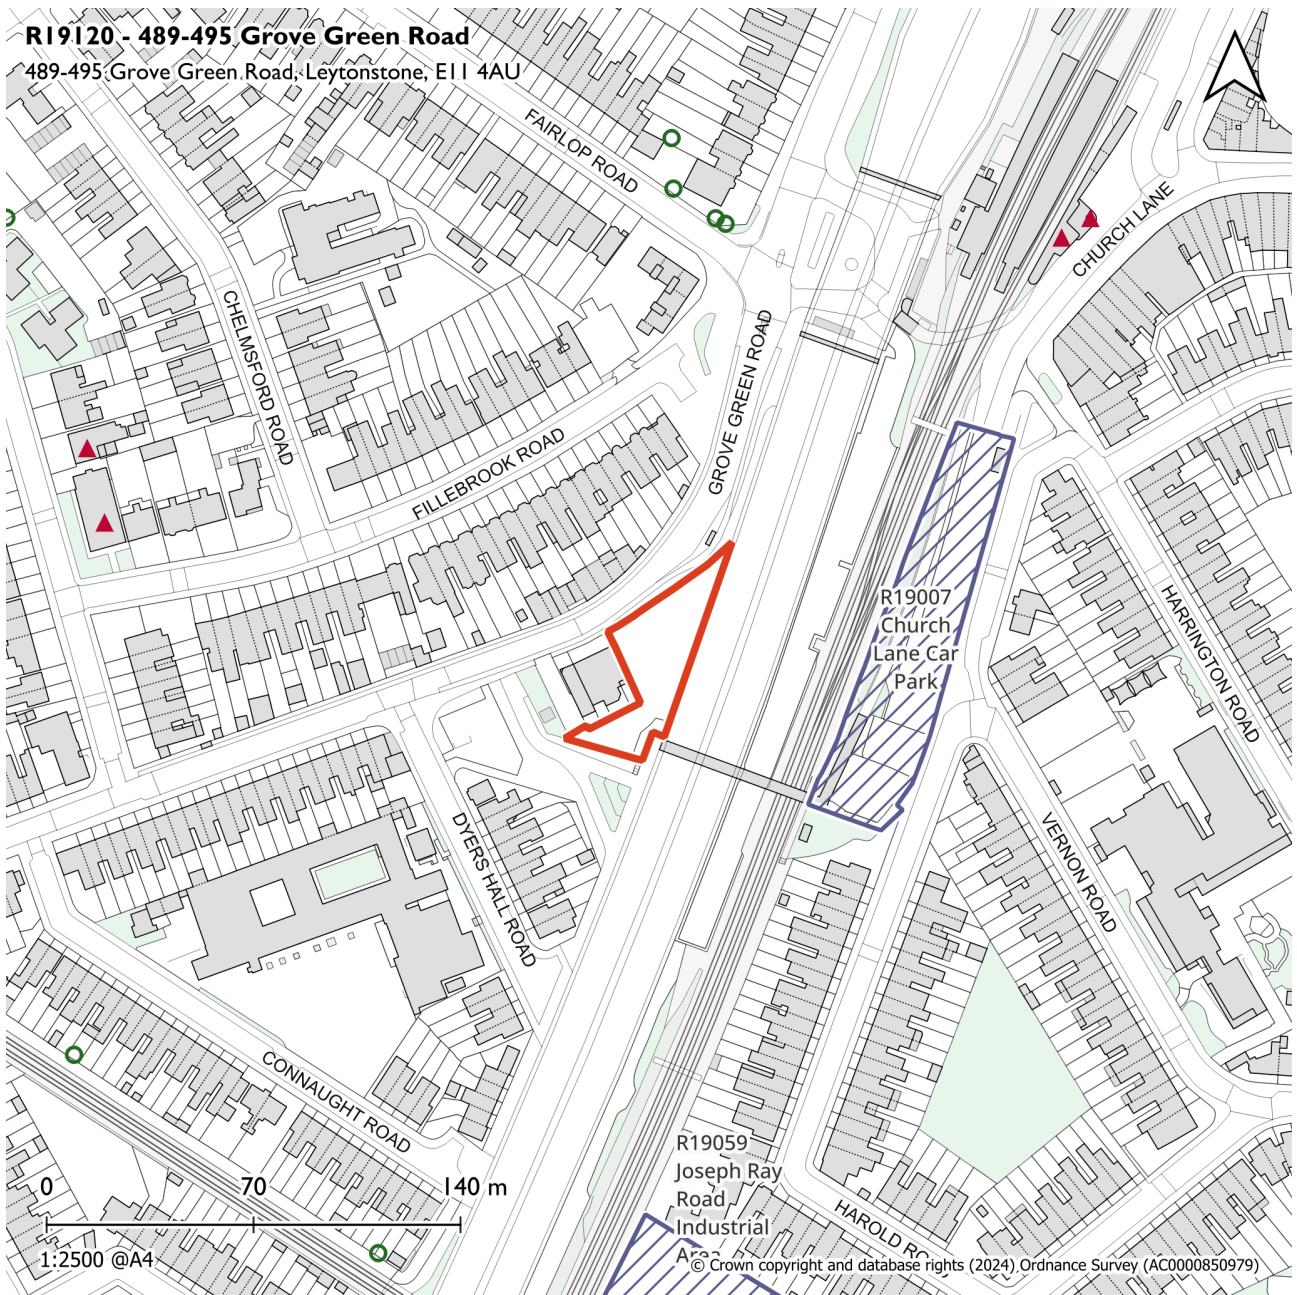 R19120 - 489-495 Grove Green Road
489-495 Grove Green Road, Leytonstone, E11 4AU
FAIRLOP ROAD
CHURCH LANE
CHELMSFORD ROAD
GROVE GREEN ROAD
FILLEBROOK ROAD
R19007
Church
Lane Car
Park
HARRINGTON ROAD
DYERS HALL ROAD
VERNON ROAD
CONNAUGHT ROAD
R19059
Joseph Ray
Road
Industrial
Area
HAROLD ROAD
0 70 140 m
1:2500 @A4
© Crown copyright and database rights (2024) Ordnance Survey (AC0000850979)